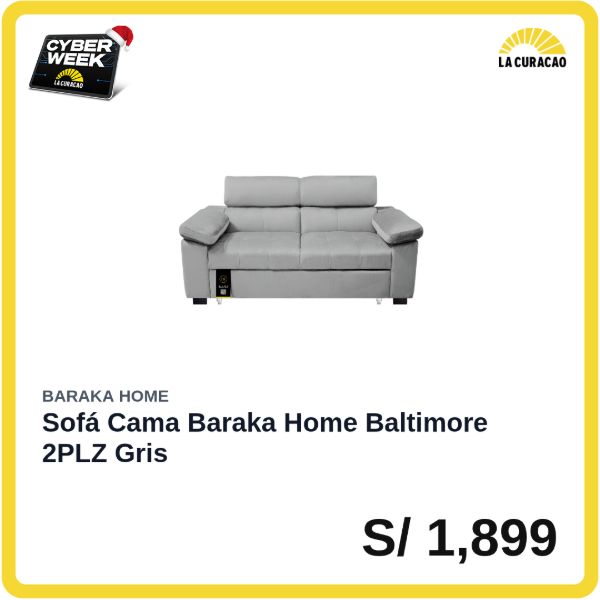 CYBER
WEEK
LA CURACAO
LA CURACAO
BARAKA HOME
Sofá Cama Baraka Home Baltimore
2PLZ Gris
S/ 1,899